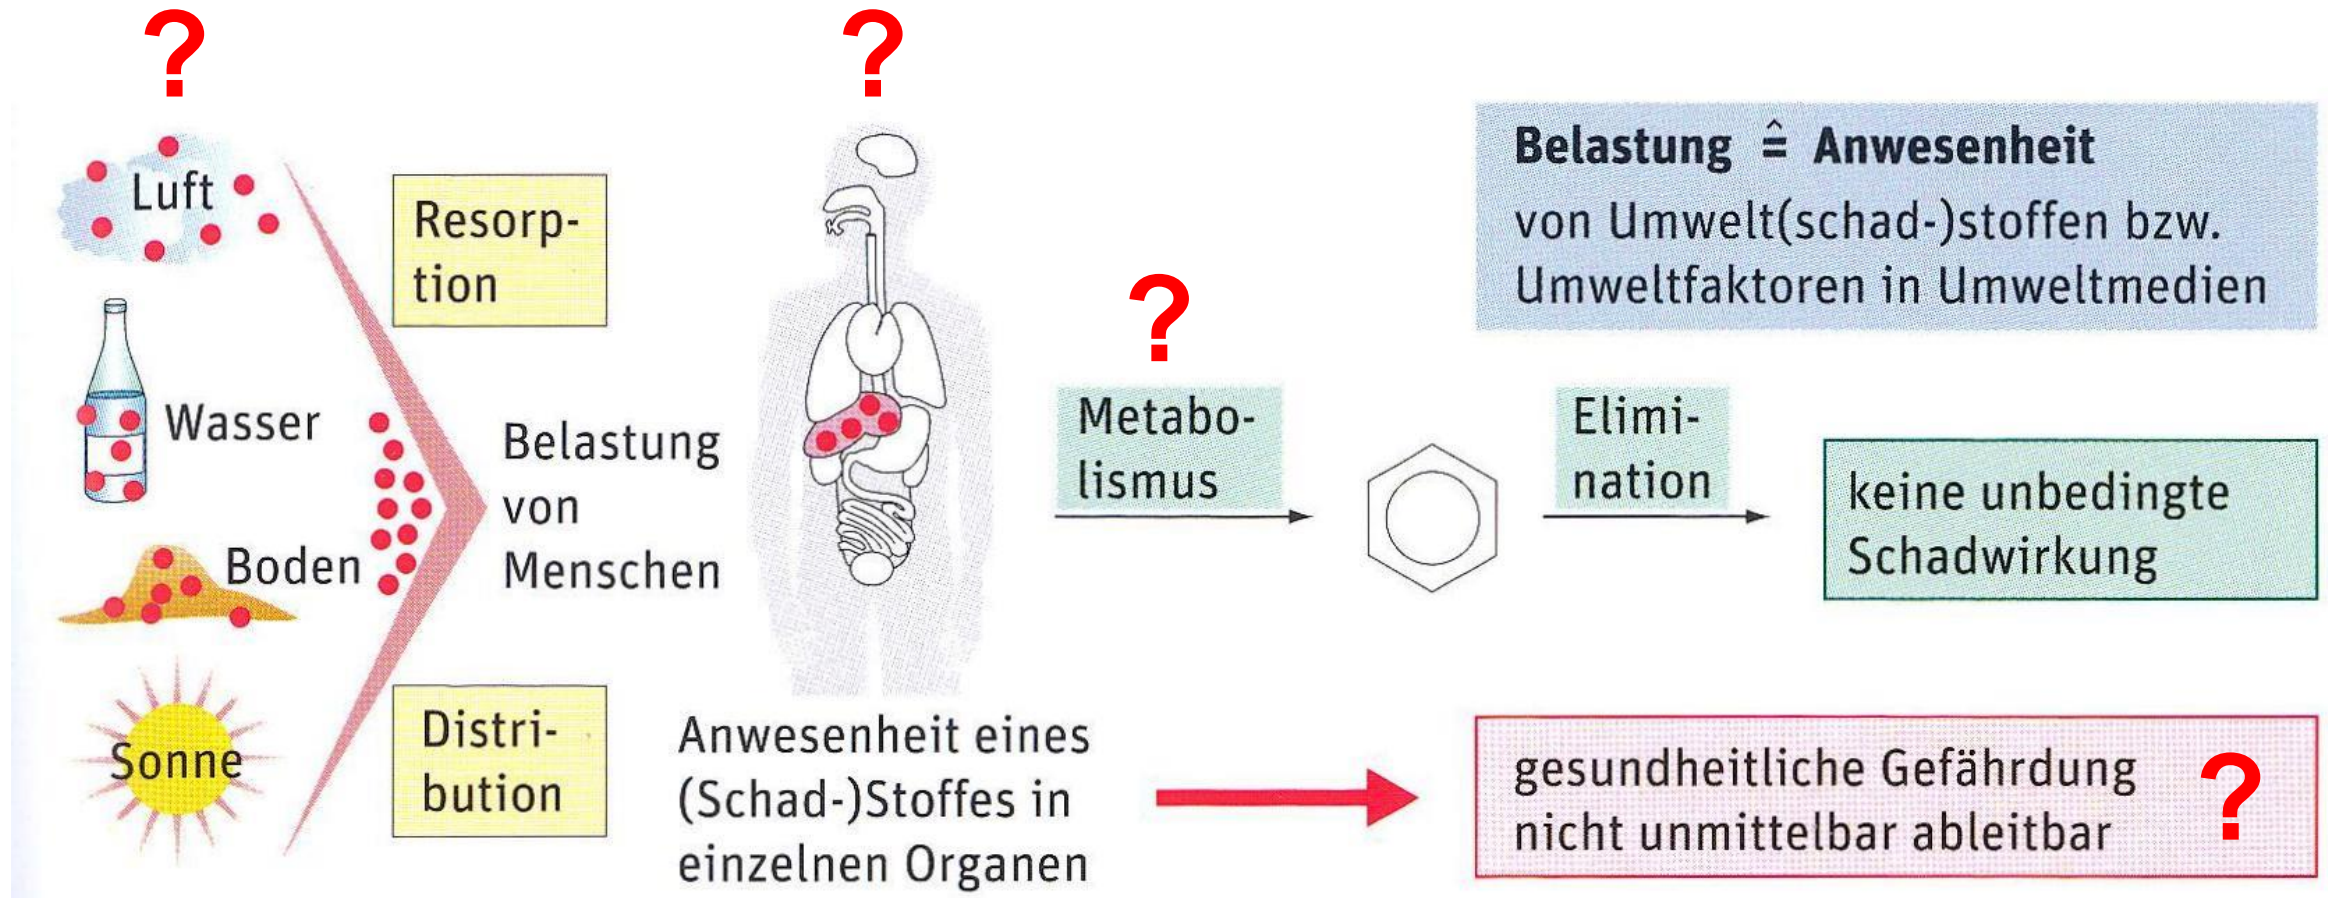 ?
?
Luft
Resorp-
tion
Wasser
Boden
Sonne
Belastung
von
Menschen
Distri-
bution
Anwesenheit eines
(Schad-)Stoffes in
einzelnen Organen
?
Metabo-
lismus
Elimi-
nation
Belastung ≙ Anwesenheit
von Umwelt(schad-)stoffen bzw.
Umweltfaktoren in Umweltmedien
keine unbedingte
Schadwirkung
gesundheitliche Gefährdung
nicht unmittelbar ableitbar
?